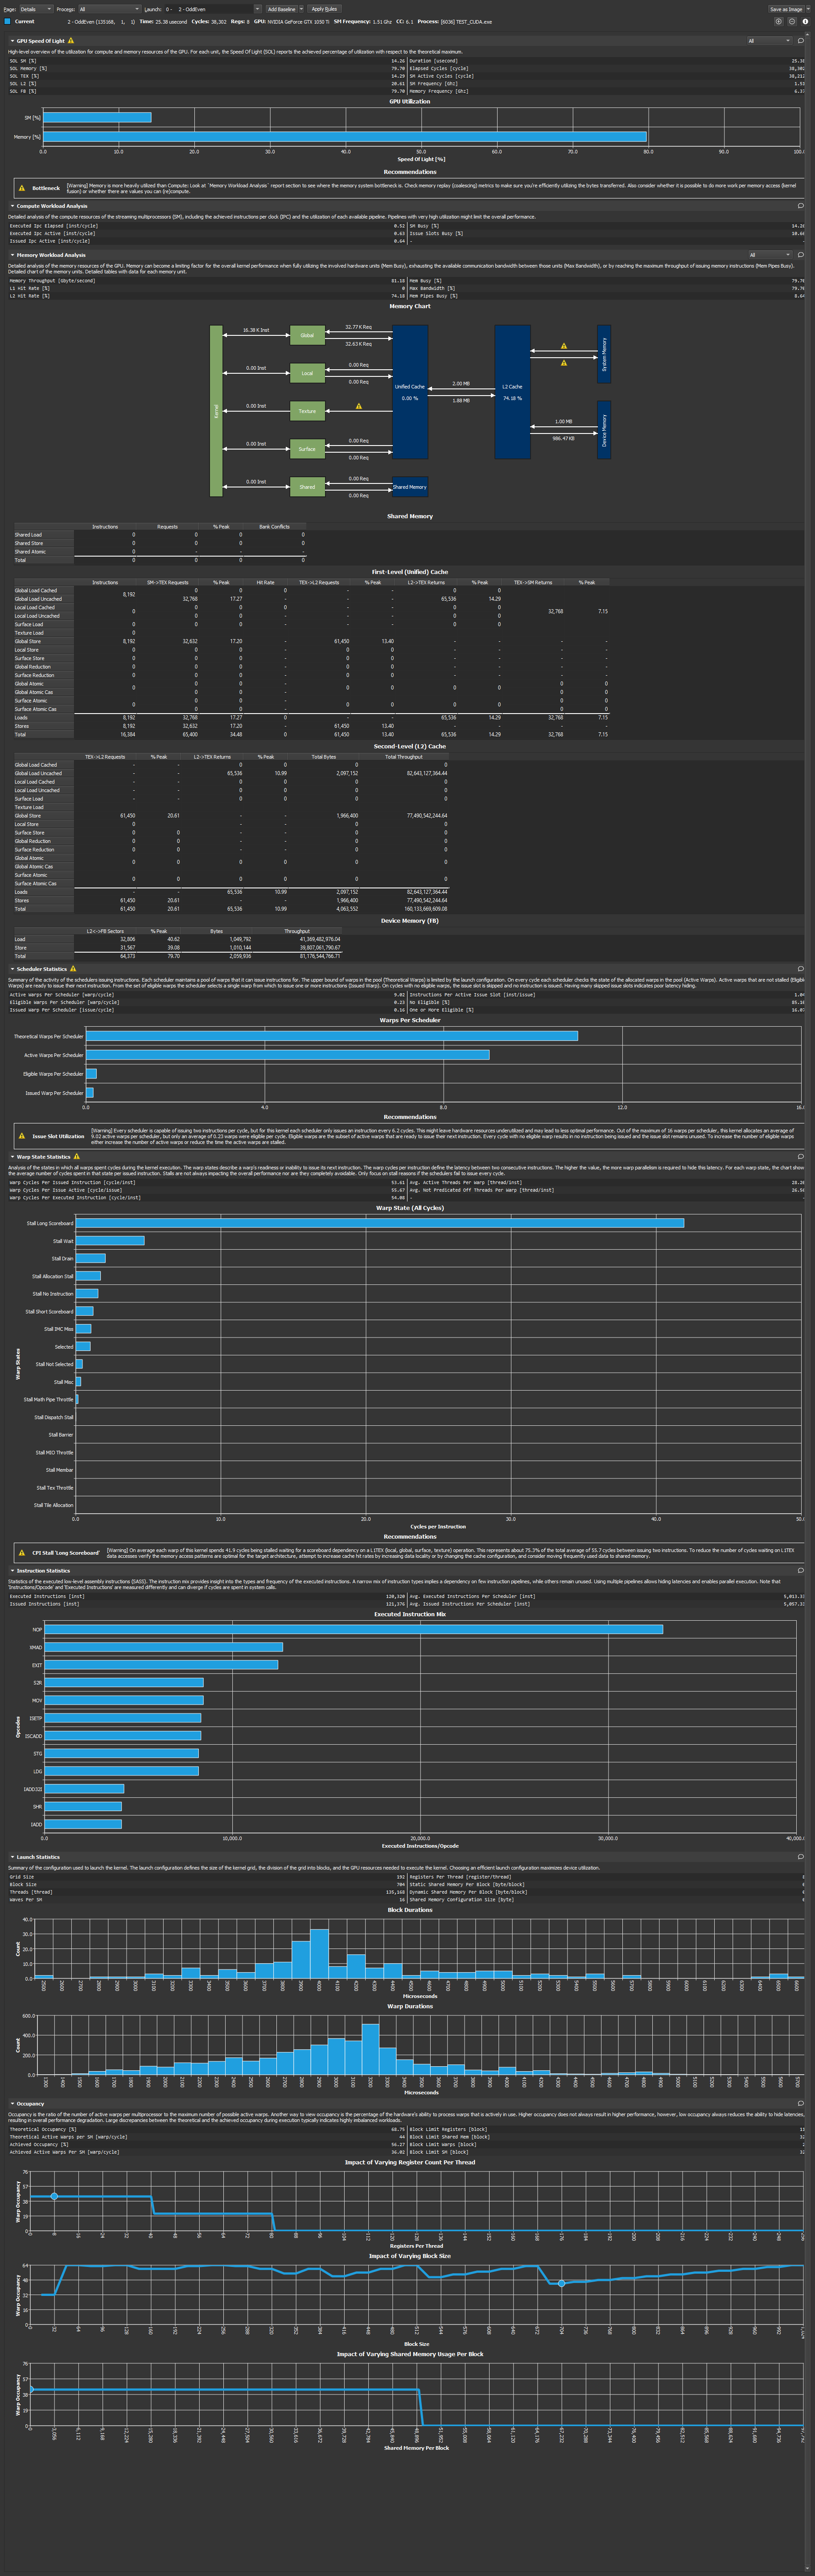 Page: Details Process: All Launch: 0 - 2 - OddEven Add Baseline Apply Rules Save as Image
Current 2 - OddEven (135168, 1, 1) Time: 25.38 usecond Cycles: 38,302 Regs: 8 GPU: NVIDIA GeForce GTX 1050 Ti SM Frequency: 1.51 Ghz CC: 6.1 Process: [6036] TEST_CUDA.exe
GPU Speed Of Light All
High-level overview of the utilization for compute and memory resources of the GPU. For each unit, the Speed Of Light (SOL) reports the achieved percentage of utilization with respect to the theoretical maximum.
SOL SM [%] 14.26 Duration [usecond] 25.38
SOL Memory [%] 79.70 Elapsed Cycles [cycle] 38,302
SOL TEX [%] 14.29 SM Active Cycles [cycle] 38,212
SOL L2 [%] 20.61 SM Frequency [Ghz] 1.51
SOL FB [%] 79.70 Memory Frequency [Ghz]
GPU Utilization
SM [%]
Memory [%]
0.0 10.0 20.0 30.0 40.0 50.0 60.0 70.0 80.0 90.0 100.0
Speed Of Light [%]
Recommendations
Bottleneck [Warning] Memory is more heavily utilized than Compute: Look at `Memory Workload Analysis` report section to see where the memory system bottleneck is. Check memory replay (coalescing) metrics to make sure you're efficiently utilizing the bytes transferred. Also consider whether it is possible to do more work per memory access (kernel
fusion) or whether there are values you can (re)compute.
Compute Workload Analysis
Detailed analysis of the compute resources of the streaming multiprocessors (SM), including the achieved instructions per clock (IPC) and the utilization of each available pipeline. Pipelines with very high utilization might limit the overall performance.
Executed Ipc Elapsed [inst/cycle] 0.52 SM Busy [%] 14.26
Executed Ipc Active [inst/cycle] 0.63 Issue Slots Busy [%] 10.66
Issued Ipc Active [inst/cycle] 0.64 -
Memory Workload Analysis All
Detailed analysis of the memory resources of the GPU. Memory can become a limiting factor for the overall kernel performance when fully utilizing the involved hardware units (Mem Busy), exhausting the available communication bandwidth between those units (Max Bandwidth), or by reaching the maximum throughput of issuing memory instructions (Mem Pipes Busy).
Detailed chart of the memory units. Detailed tables with data for each memory unit.
Memory Throughput [Gbyte/second] 81.18 Mem Busy [%] 79.70
L1 Hit Rate [%] 0 Max Bandwidth [%] 79.70
L2 Hit Rate [%] 74.18 Mem Pipes Busy [%] 8.64
Memory Chart
Kernel
16.38 K Inst Global 32.77 K Req
32.63 K Req
0.00 Inst Local 0.00 Req
0.00 Req
0.00 Inst Texture
0.00 Inst Surface 0.00 Req
0.00 Req
0.00 Inst Shared 0.00 Req
0.00 Req
Unified Cache
0.00 %
Shared Memory
2.00 MB
1.88 MB
L2 Cache
74.18 %
System Memory
1.00 MB
986.47 KB
Device Memory
Shared Memory
Instructions Requests % Peak Bank Conflicts
Shared Load 0 0 0 0
Shared Store 0 0 0 0
Shared Atomic 0 - - -
Total 0 0 0 0
First-Level (Unified) Cache
Instructions SM->TEX Requests % Peak Hit Rate TEX->L2 Requests % Peak L2->TEX Returns % Peak TEX->SM Returns % Peak
Global Load Cached 8,192 0 0 0 - - 0 0
Global Load Uncached 32,768 17.27 - - - 65,536 14.29 32,768 7.15
Local Load Cached 0 0 0 0 - - 0 0
Local Load Uncached 0 0 - - - 0 0
Surface Load 0 0 0 - - - 0 0
Texture Load 0
Global Store 8,192 32,632 17.20 - 61,450 13.40 - - - -
Local Store 0 0 0 - 0 0 - - - -
Surface Store 0 0 0 - 0 0 - - - -
Global Reduction 0 0 0 - 0 0 - - - -
Surface Reduction 0 0 0 - 0 0 - - - -
Global Atomic 0 0 0 - 0 0 0 0 0 0
Global Atomic Cas 0 0 - 0 0
Surface Atomic 0 0 0 - 0 0 0 0 0 0
Surface Atomic Cas 0 0 - 0 0
Loads 8,192 32,768 17.27 0 - - 65,536 14.29 32,768 7.15
Stores 8,192 32,632 17.20 - 61,450 13.40 - - - -
Total 16,384 65,400 34.48 0 61,450 13.40 65,536 14.29 32,768 7.15
Second-Level (L2) Cache
TEX->L2 Requests % Peak L2->TEX Returns % Peak Total Bytes Total Throughput
Global Load Cached - - 0 0 0 0
Global Load Uncached - - 65,536 10.99 2,097,152 82,643,127,364.44
Local Load Cached - - 0 0 0 0
Local Load Uncached - - 0 0 0 0
Surface Load - - 0 0 0 0
Texture Load
Global Store 61,450 20.61 - - 1,966,400 77,490,542,244.64
Local Store 0 0 - - 0 0
Surface Store 0 0 - - 0 0
Global Reduction 0 0 - - 0 0
Surface Reduction 0 0 - - 0 0
Global Atomic 0 0 0 0 0 0
Global Atomic Cas
Surface Atomic 0 0 0 0 0 0
Surface Atomic Cas
Loads - - 65,536 10.99 2,097,152 82,643,127,364.44
Stores 61,450 20.61 - - 1,966,400 77,490,542,244.64
Total 61,450 20.61 65,536 10.99 4,063,552 160,133,669,609.08
Device Memory (FB)
L2<->FB Sectors % Peak Bytes Throughput
Load 32,806 40.62 1,049,792 41,369,482,976.04
Store 31,567 39.08 1,010,144 39,807,061,790.67
Total 64,373 79.70 2,059,936 81,176,544,766.71
Scheduler Statistics
Summary of the activity of the schedulers issuing instructions. Each scheduler maintains a pool of warps that it can issue instructions for. The upper bound of warps in the pool (Theoretical Warps) is limited by the launch configuration. On every cycle each scheduler checks the state of the allocated warps in the pool (Active Warps). Active warps that are not stalled (Eligible
Warps) are ready to issue their next instruction. From the set of eligible warps the scheduler selects a single warp from which to issue one or more instructions (Issued Warp). On cycles with no eligible warps, the issue slot is skipped and no instruction is issued. Having many skipped issue slots indicates poor latency hiding.
Active Warps Per Scheduler [warp/cycle] 9.01 Instructions Per Active Issue Slot [inst/issue] 1.04
Eligible Warps Per Scheduler [warp/cycle] 0.23 No Eligible [%]
Issued Warp Per Scheduler [issue/cycle] 0.16 One or More Eligible [%] 16.07
Warps Per Scheduler
Theoretical Warps Per Scheduler
Active Warps Per Scheduler
Eligible Warps Per Scheduler
Issued Warp Per Scheduler
0.0 4.0 8.0 12.0 16.0
Recommendations
Issue Slot Utilization [Warning] Every scheduler is capable of issuing two instructions per cycle, but for this kernel each scheduler only issues an instruction every 6.2 cycles. This might leave hardware resources underutilized and may lead to less optimal performance. Out of the maximum of 16 warps per scheduler, this kernel allocates an average of
9.02 active warps per scheduler, but only an average of 0.23 warps were eligible per cycle. Eligible warps are the subset of active warps that are ready to issue their next instruction. Every cycle with no eligible warp results in no instruction being issued and the issue slot remains unused. To increase the number of eligible warps
either increase the number of active warps or reduce the time the active warps are stalled.
Warp State Statistics
Analysis of the states in which all warps spent cycles during the kernel execution. The warp states describe a warp's readiness or inability to issue its next instruction. The warp cycles per instruction define the latency between two consecutive instructions. The higher the value, the more warp parallelism is required to hide this latency. For each warp state, the chart shows
the average number of cycles spent in that state per issued instruction. Stalls are not always impacting the overall performance nor are they completely avoidable. Only focus on stall reasons if the schedulers fail to issue every cycle.
Warp Cycles Per Issued Instruction [cycle/inst] 53.61 Avg. Active Threads Per Warp [thread/inst]
Warp Cycles Per Issue Active [cycle/issue] 55.67 Avg. Not Predicated Off Threads Per Warp [thread/inst]
Warp Cycles Per Executed Instruction [cycle/inst] 54.08 -
Warp State (All Cycles)
Warp States
Stall Long Scoreboard
Stall Wait
Stall Drain
Stall Allocation Stall
Stall No Instruction
Stall Short Scoreboard
Stall IMC Miss
Selected
Stall Not Selected
Stall Misc
Stall Math Pipe Throttle
Stall Dispatch Stall
Stall Barrier
Stall MIO Throttle
Stall Membar
Stall Tex Throttle
Stall Tile Allocation
0.0 10.0 20.0 30.0 40.0 50.0
Cycles per Instruction
Recommendations
CPI Stall 'Long Scoreboard' [Warning] On average each warp of this kernel spends 41.9 cycles being stalled waiting for a scoreboard dependency on a L1TEX (local, global, surface, texture) operation. This represents about 75.3% of the total average of 55.7 cycles between issuing two instructions. To reduce the number of cycles waiting on L1TEX
data accesses verify the memory access patterns are optimal for the target architecture, attempt to increase cache hit rates by increasing data locality or by changing the cache configuration, and consider moving frequently used data to shared memory.
Instruction Statistics
Statistics of the executed low-level assembly instructions (SASS). The instruction mix provides insight into the types and frequency of the executed instructions. A narrow mix of instruction types implies a dependency on few instruction pipelines, while others remain unused. Using multiple pipelines allows hiding latencies and enables parallel execution. Note that
'Instructions/Opcode' and 'Executed Instructions' are measured differently and can diverge if cycles are spent in system calls.
Executed Instructions [inst] 120,320 Avg. Executed Instructions Per Scheduler [inst] 5,013.33
Issued Instructions [inst] 121,376 Avg. Issued Instructions Per Scheduler [inst] 5,057.33
Executed Instruction Mix
Opcodes
NOP
XMAD
EXIT
S2R
MOV
ISETP
ISCADD
STG
LDG
IADD32I
SHR
IADD
0.0 10,000.0 20,000.0 30,000.0 40,000.0
Executed Instructions/Opcode
Launch Statistics
Summary of the configuration used to launch the kernel. The launch configuration defines the size of the kernel grid, the division of the grid into blocks, and the GPU resources needed to execute the kernel. Choosing an efficient launch configuration maximizes device utilization.
Grid Size 192 Registers Per Thread [register/thread]
Block Size 704 Static Shared Memory Per Block [byte/block]
Threads [thread] 135,168 Dynamic Shared Memory Per Block [byte/block]
Waves Per SM 16 Shared Memory Configuration Size [byte]
Block Durations
Count
40.0
30.0
20.0
10.0
0.0
Microseconds
Warp Durations
Count
600.0
400.0
200.0
0.0
Microseconds
Occupancy
Occupancy is the ratio of the number of active warps per multiprocessor to the maximum number of possible active warps. Another way to view occupancy is the percentage of the hardware's ability to process warps that is actively in use. Higher occupancy does not always result in higher performance, however, low occupancy always reduces the ability to hide latencies,
resulting in overall performance degradation. Large discrepancies between the theoretical and the achieved occupancy during execution typically indicates highly imbalanced workloads.
Theoretical Occupancy [%] 68.75 Block Limit Registers [block]
Theoretical Active Warps per SM [warp/cycle] 44 Block Limit Shared Mem [block] 32
Achieved Occupancy [%] 56.27 Block Limit Warps [block] 2
Achieved Active Warps Per SM [warp/cycle] 36.02 Block Limit SM [block] 32
Impact of Varying Register Count Per Thread
Warp Occupancy
76
57
38
19
0
Registers Per Thread
Impact of Varying Block Size
Warp Occupancy
64
48
32
16
0
Block Size
Impact of Varying Shared Memory Usage Per Block
Warp Occupancy
76
57
38
19
0
Shared Memory Per Block